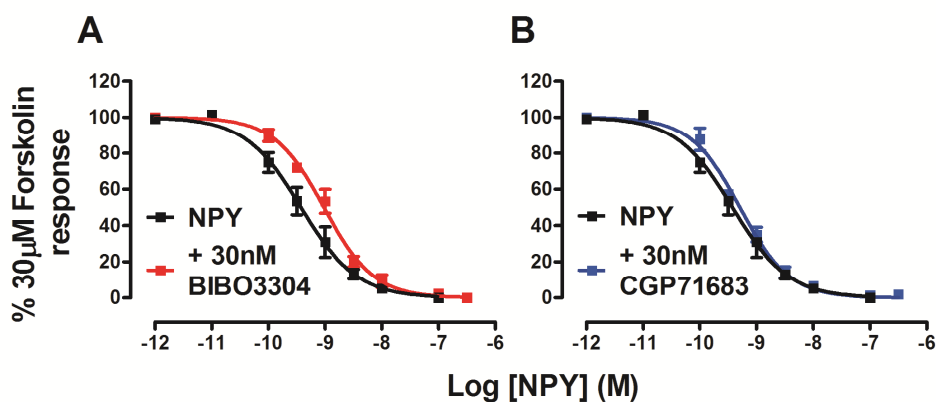 A
B
% 30µM Forskolin
response
120
100
80
60
40
20
0
NPY
+ 30nM
BIBO3304
-12
-11
-10
-9
-8
-7
-6
120
100
80
60
40
20
0
NPY
+ 30nM
CGP71683
-12
-11
-10
-9
-8
-7
-6
Log [NPY] (M)